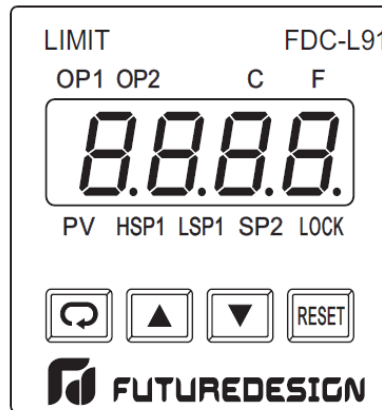 LIMIT FDC-L91
OP1 OP2 C F
8.8.8.8.
PV HSP1 LSP1 SP2 LOCK
RESET
FUTUREDESIGN